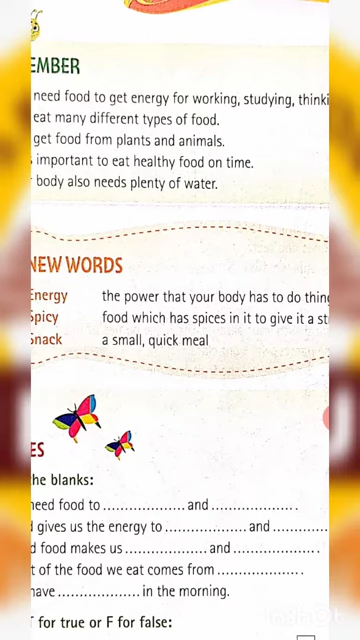 EMBER
need food to get energy for working, studying, thinki
eat many different types of food.
get food from plants and animals.
important to eat healthy food on time.
body also needs plenty of water.
NEW WORDS
Energy the power that your body has to do thin
Spicy food which has spices in it to give it a st
Snack a small, quick meal
ES
he blanks:
need food to .................... and .....................
gives us the energy to .................... and .............
d food makes us .................... and .....................
t of the food we eat comes from .....................
have .................... in the morning.
T for true or F for false: